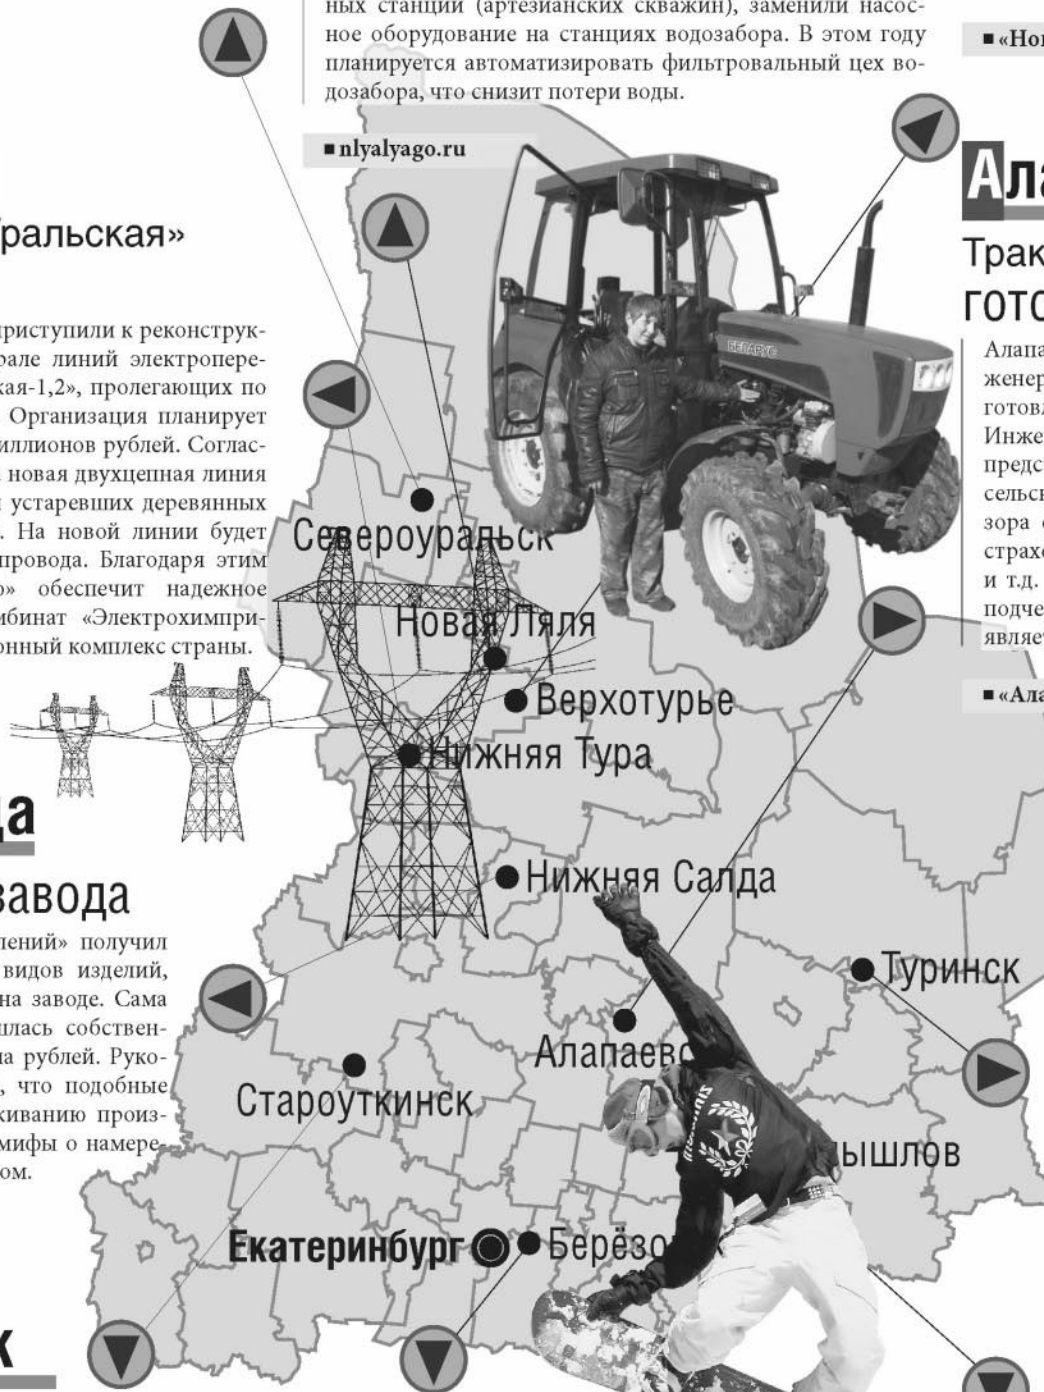 ных станций (артезианских скважин), заменили насос-
ное оборудование на станциях водозабора. В этом году
планируется автоматизировать фильтровальный цех во-
дозабора, что снизит потери воды.
■ nlyalyago.ru
ральская»
приступили к реконструк-
рале линий электропере-
кая-1,2», пролегающих по
Организация планирует
иллионов рублей. Соглас-
новая двухцепная линия
устаревших деревянных
. На новой линии будет
провода. Благодаря этим
о» обеспечит надежное
мбинат «Электрохимпри-
онный комплекс страны.
да
завода
лений» получил
видов изделий,
на заводе. Сама
шлась собствен-
на рублей. Руко-
, что подобные
живанию произ-
мифы о намере-
ом.
к
БЕЛАРУС
Североуральск
Новая Ляля
Верхотурье
Нижняя Тура
Нижняя Салда
Туринск
Алапаевс
Староуткинск
ышлов
Екатеринбург
Берёзо
■ «Нов
Ала
Трак
гото
Алапа
женер
готовл
Инже
предс
сельск
зора
страхо
и т.д.
подче
являет
■ «Ала